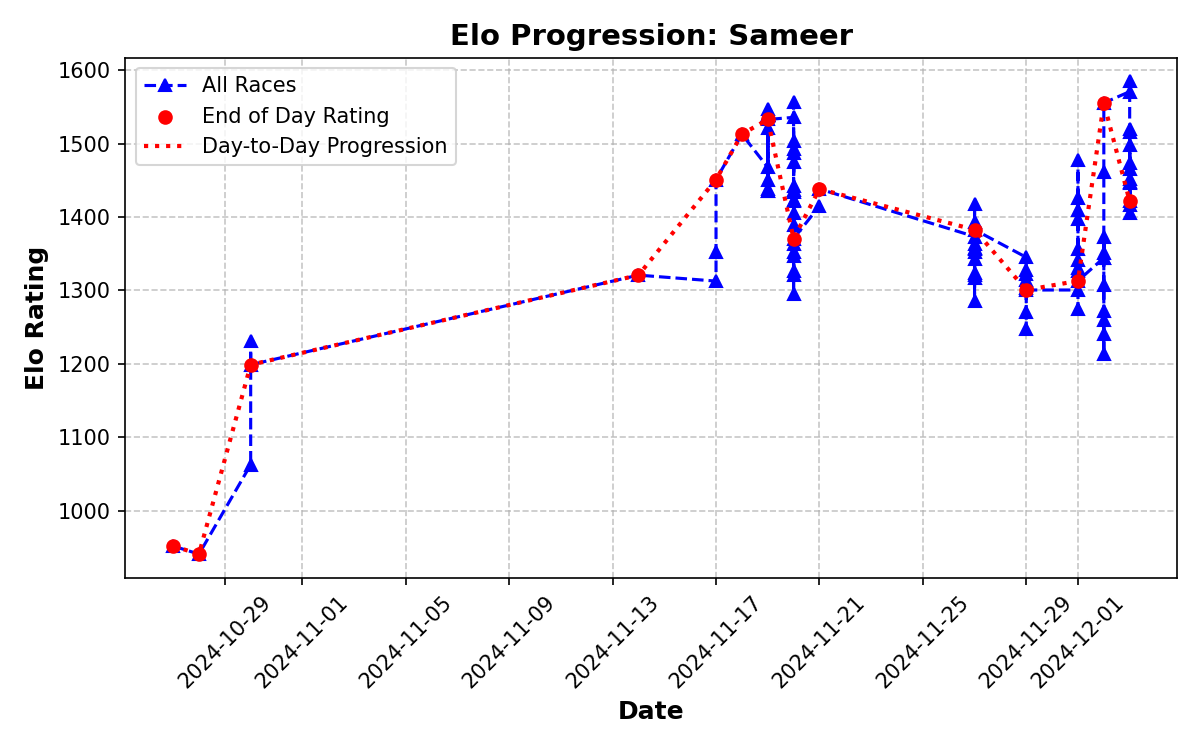 Elo Progression: Sameer
All Races
End of Day Rating
Day-to-Day Progression
Elo Rating
1600
1500
1400
1300
1200
1100
1000
2024-10-29
2024-11-01
2024-11-05
2024-11-09
2024-11-13
2024-11-17
2024-11-21
2024-11-25
2024-11-29
2024-12-01
Date